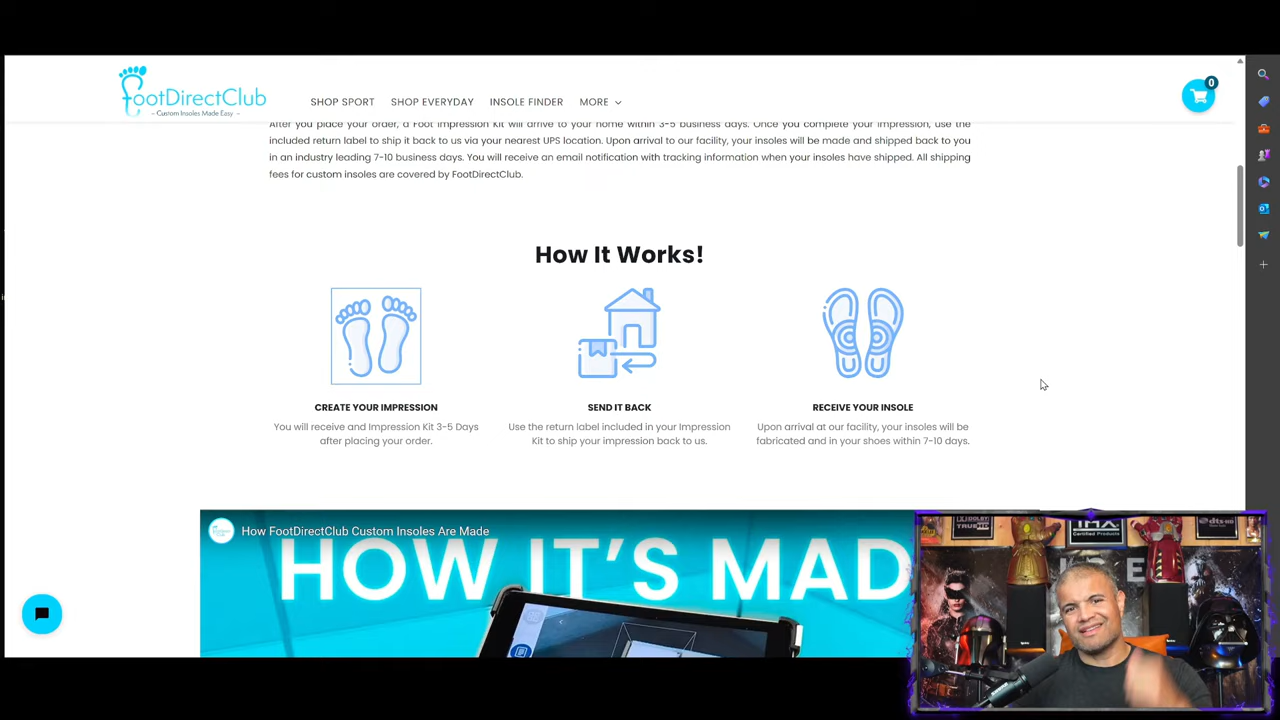 FootDirectClub
~ Custom Insoles Made Easy ~
SHOP SPORT SHOP EVERYDAY INSOLE FINDER MORE
0
After you place your order, a Foot Impression Kit will arrive to your home within 3-5 business days. Once you complete your impression, use the
included return label to ship it back to us via your nearest UPS location. Upon arrival to our facility, your insoles will be made and shipped back to you
in an industry leading 7-10 business days. You will receive an email notification with tracking information when your insoles have shipped. All shipping
fees for custom insoles are covered by FootDirectClub.
How It Works!
CREATE YOUR IMPRESSION
You will receive and Impression Kit 3-5 Days
after placing your order.
SEND IT BACK
Use the return label included in your Impression
Kit to ship your impression back to us.
RECEIVE YOUR INSOLE
Upon arrival at our facility, your insoles will be
fabricated and in your shoes within 7-10 days.
How FootDirectClub Custom Insoles Are Made
HOW IT'S MAD
DOLBY
TRUEHD
Certified Products
dts-HD